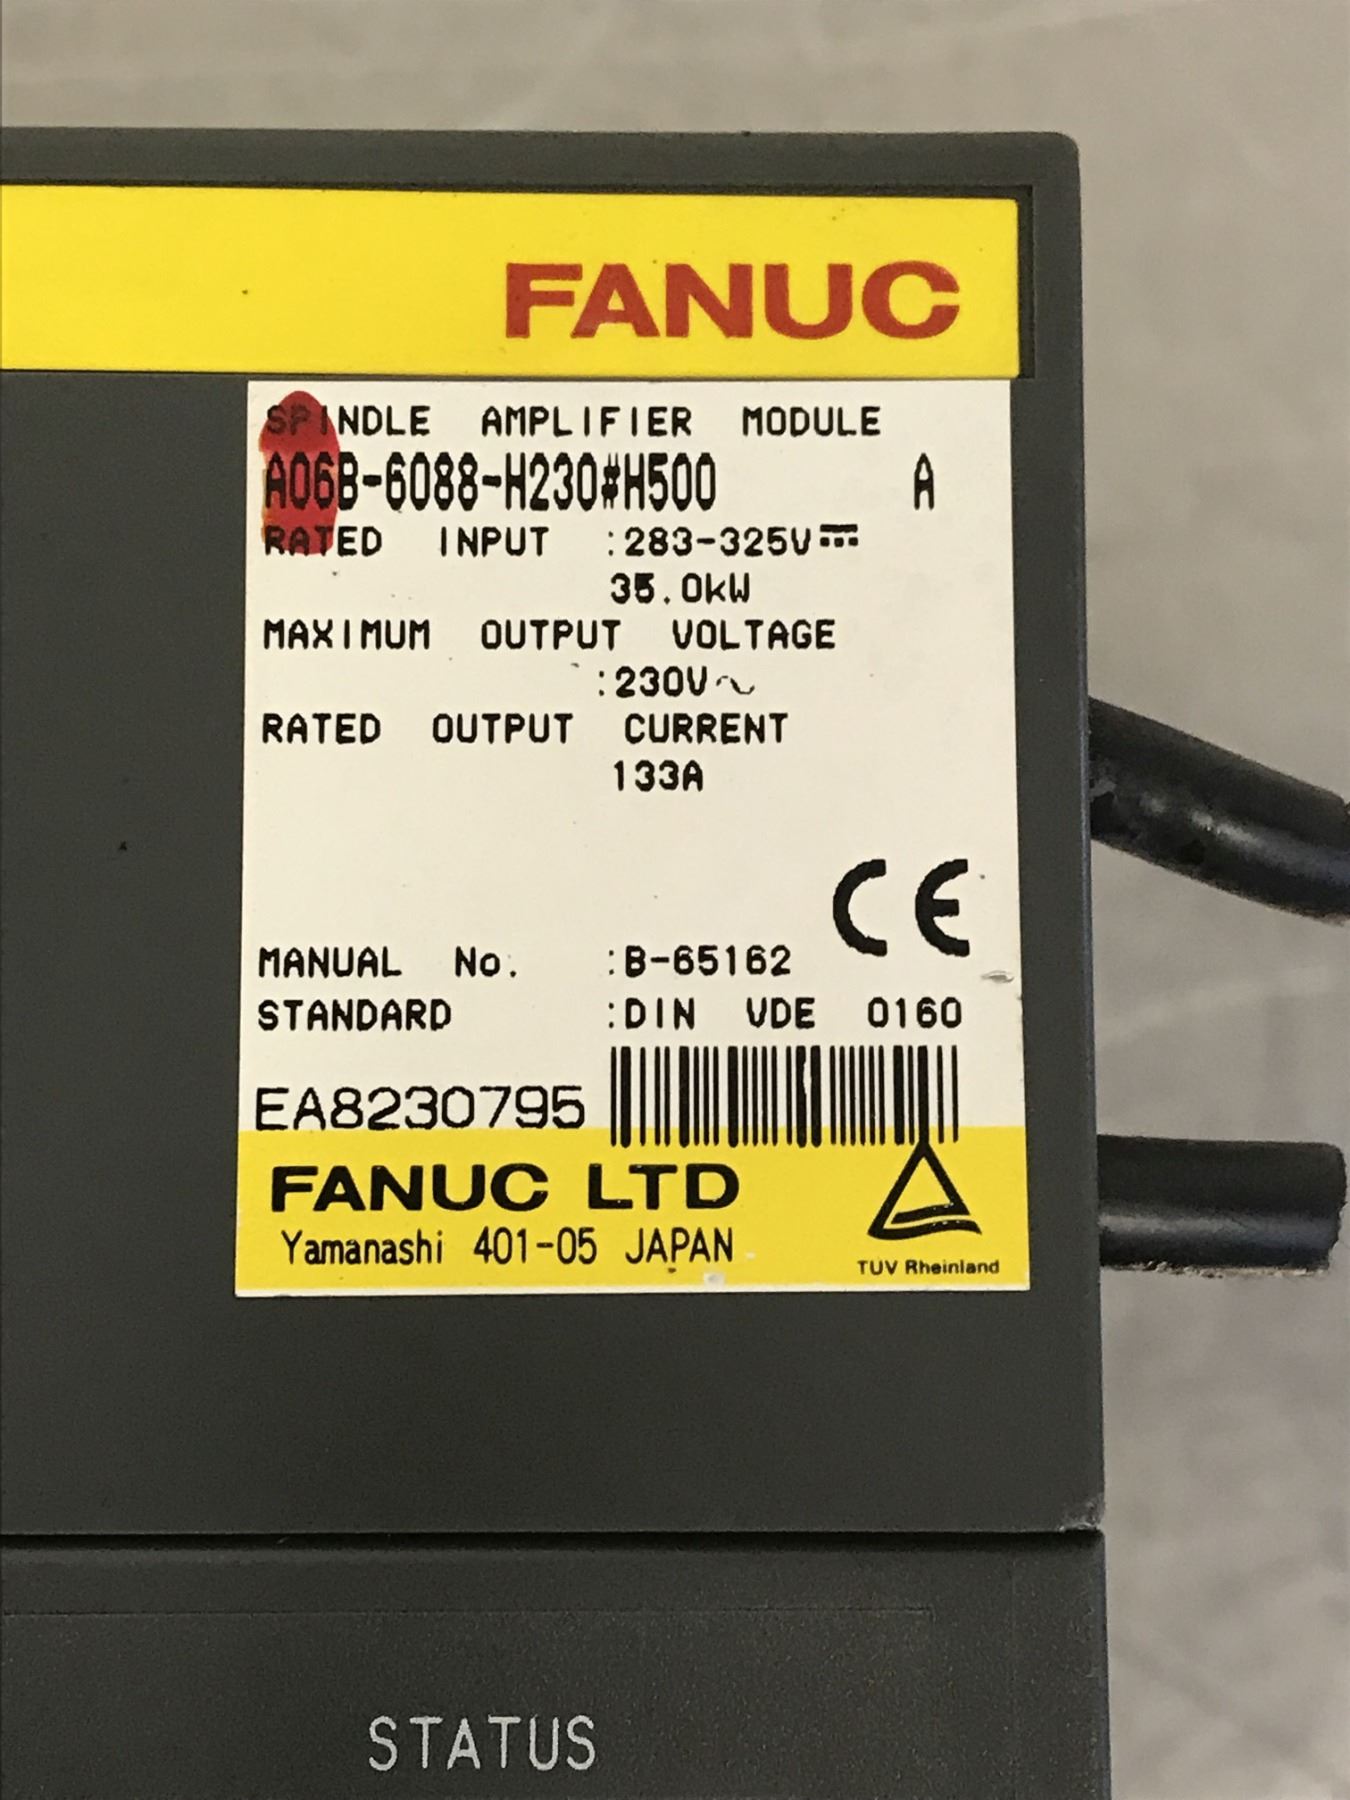 FANUC
SPINDLE AMPLIFIER MODULE
A06B-6088-H230#H500 A
RATED INPUT :283-325V⎓
35.0kW
MAXIMUM OUTPUT VOLTAGE
:230V~
RATED OUTPUT CURRENT
133A
CE
MANUAL No. :B-65162
STANDARD :DIN VDE 0160
EA8230795
FANUC LTD
Yamanashi 401-05 JAPAN
TÜV Rheinland
STATUS